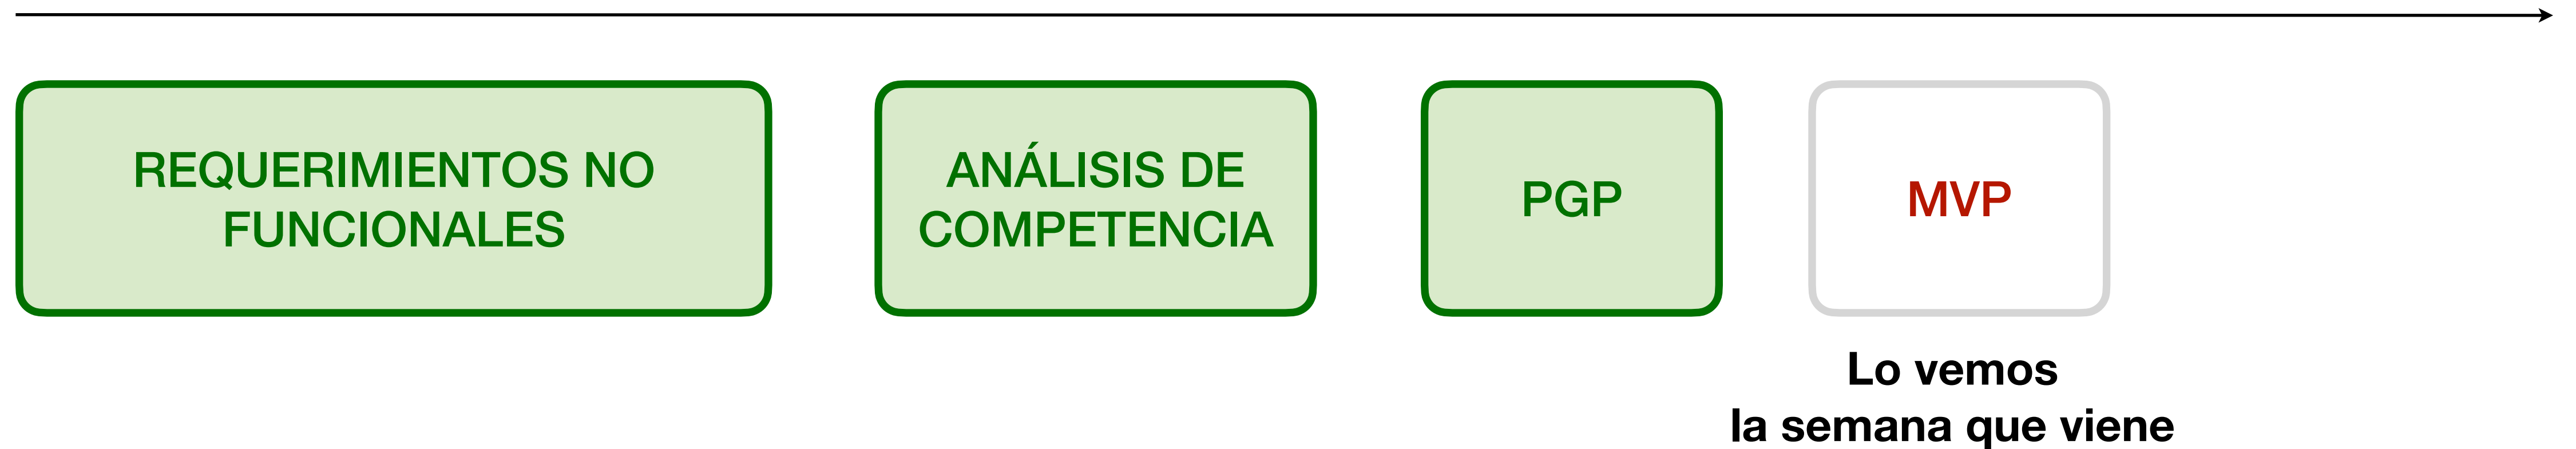 REQUERIMIENTOS NO
FUNCIONALES
ANÁLISIS DE
COMPETENCIA
PGP
MVP
Lo vemos
la semana que viene